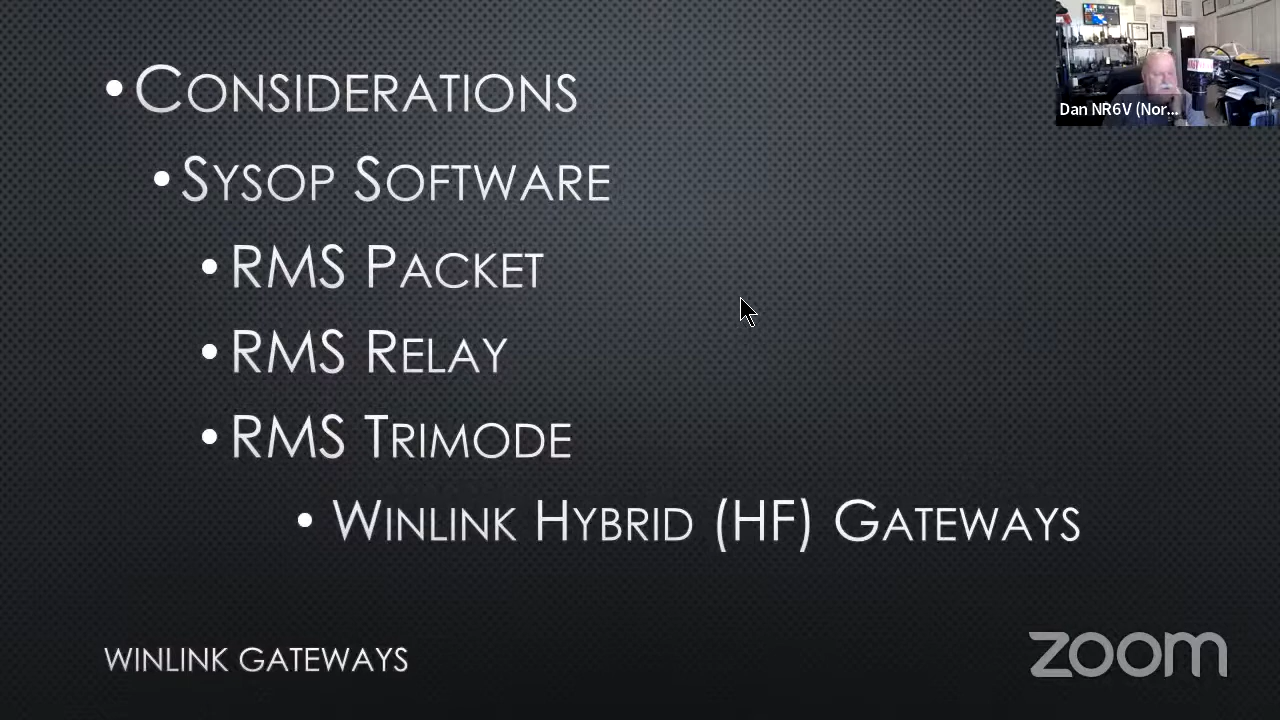 • Considerations
• Sysop Software
• RMS Packet
• RMS Relay
• RMS Trimode
• Winlink Hybrid (HF) Gateways
WINLINK GATEWAYS
Dan NR6V (Nor...
zoom